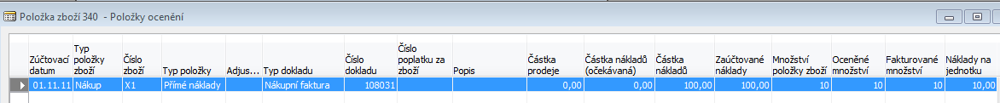 Položka zboží 340 - Položky ocenění
Zúčtovací datum Typ položky zboží Číslo zboží Typ položky Adjus... Typ dokladu Číslo dokladu Číslo poplatku za zboží Popis Částka prodeje Částka nákladů (očekávaná) Částka nákladů Zaúčtované náklady Množství položky zboží Oceněné množství Fakturované množství Náklady na jednotku
01.11.11 Nákup X1 Přímé náklady Nákupní faktura 108031 0,00 0,00 100,00 100,00 10 10 10 10,00